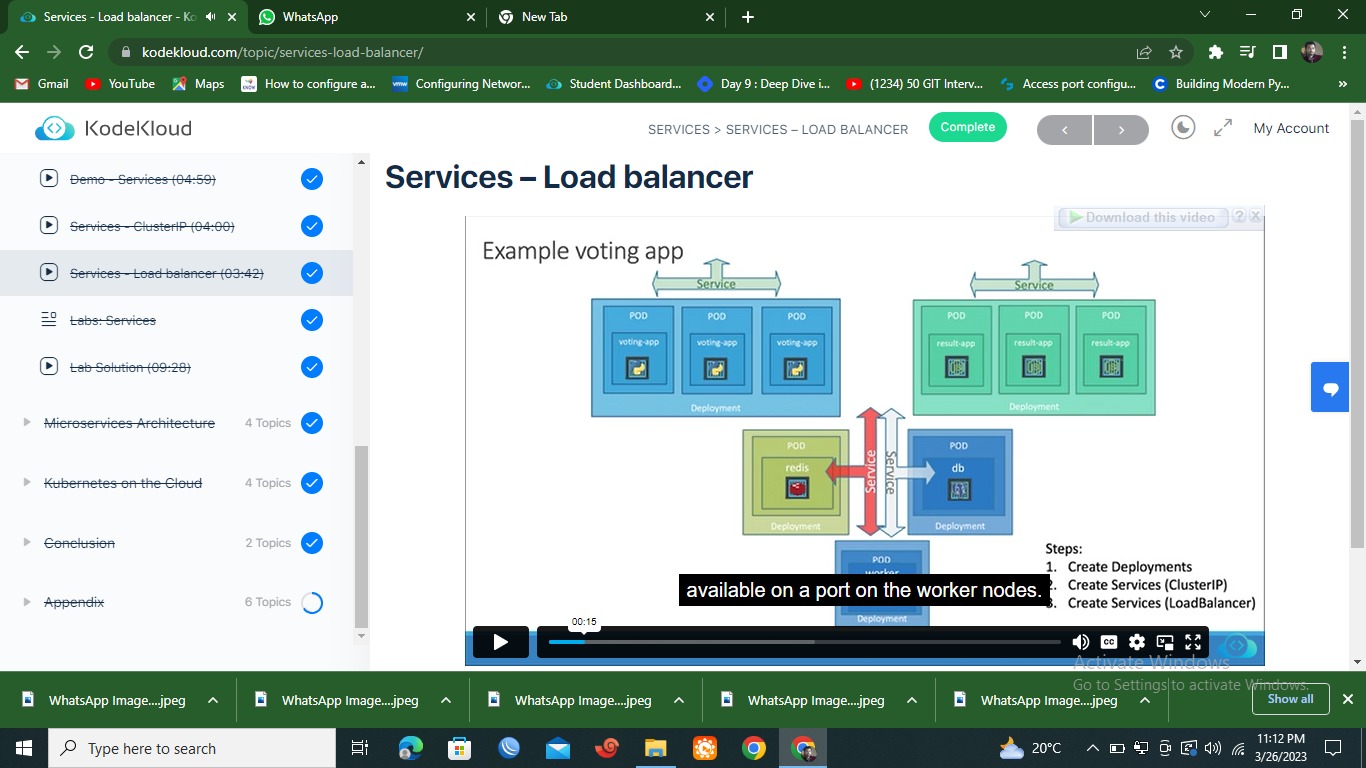 Services - Load balancer - Ko
WhatsApp
New Tab
kodekloud.com/topic/services-load-balancer/
Gmail
YouTube
Maps
How to configure a...
Configuring Networ...
Student Dashboard...
Day 9 : Deep Dive i...
(1234) 50 GIT Interv...
Access port configu...
Building Modern Py...
»
KodeKloud
SERVICES > SERVICES – LOAD BALANCER
Complete
My Account
Demo - Services (04:59)
Services - ClusterIP (04:00)
Services - Load balancer (03:42)
Labs: Services
Lab Solution (09:28)
Microservices Architecture
4 Topics
Kubernetes on the Cloud
4 Topics
Conclusion
2 Topics
Appendix
6 Topics
Services – Load balancer
Download this video
?
Example voting app
Service
Service
POD
POD
POD
voting-app
voting-app
voting-app
Deployment
POD
POD
POD
result-app
result-app
result-app
Deployment
POD
redis
Deployment
Service
Service
POD
db
Deployment
POD
worker
Deployment
Steps:
1. Create Deployments
2. Create Services (ClusterIP)
3. Create Services (LoadBalancer)
available on a port on the worker nodes.
00:15
CC
Activate Windows
Go to Settings to activate Windows.
WhatsApp Image....jpeg
WhatsApp Image....jpeg
WhatsApp Image....jpeg
WhatsApp Image....jpeg
WhatsApp Image....jpeg
Show all
Type here to search
20°C
11:12 PM
3/26/2023